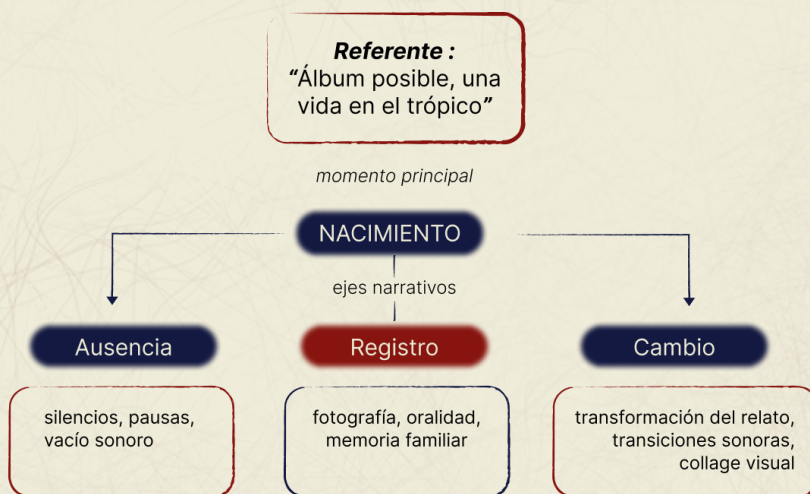 Referente :
“Álbum posible, una
vida en el trópico”
momento principal
NACIMIENTO
ejes narrativos
Ausencia
Registro
Cambio
silencios, pausas,
vacío sonoro
fotografía, oralidad,
memoria familiar
transformación del relato,
transiciones sonoras,
collage visual